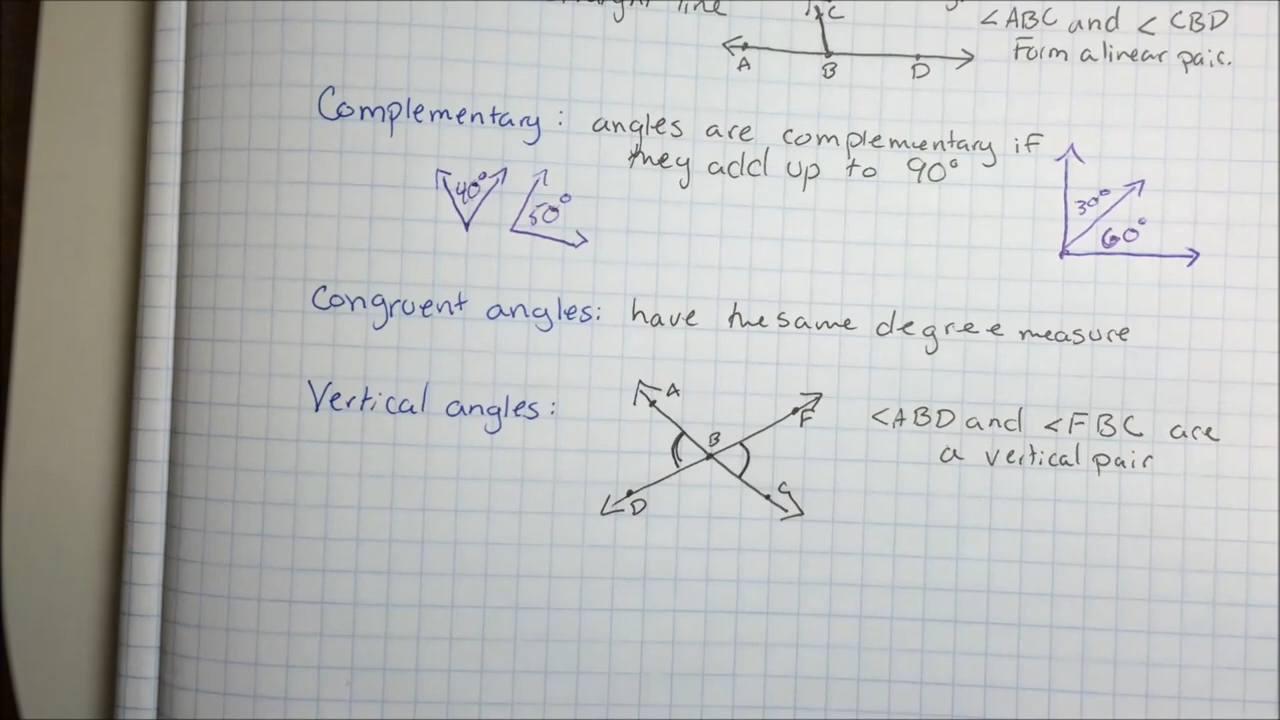 line
C
∠ABC and ∠CBD
A
B
D
Form a linear pair.
Complementary : angles are complementary if
they add up to 90°
40°
50°
30°
60°
Congruent angles: have the same degree measure
Vertical angles:
A
F
B
D
C
∠ABD and ∠FBC are
a vertical pair